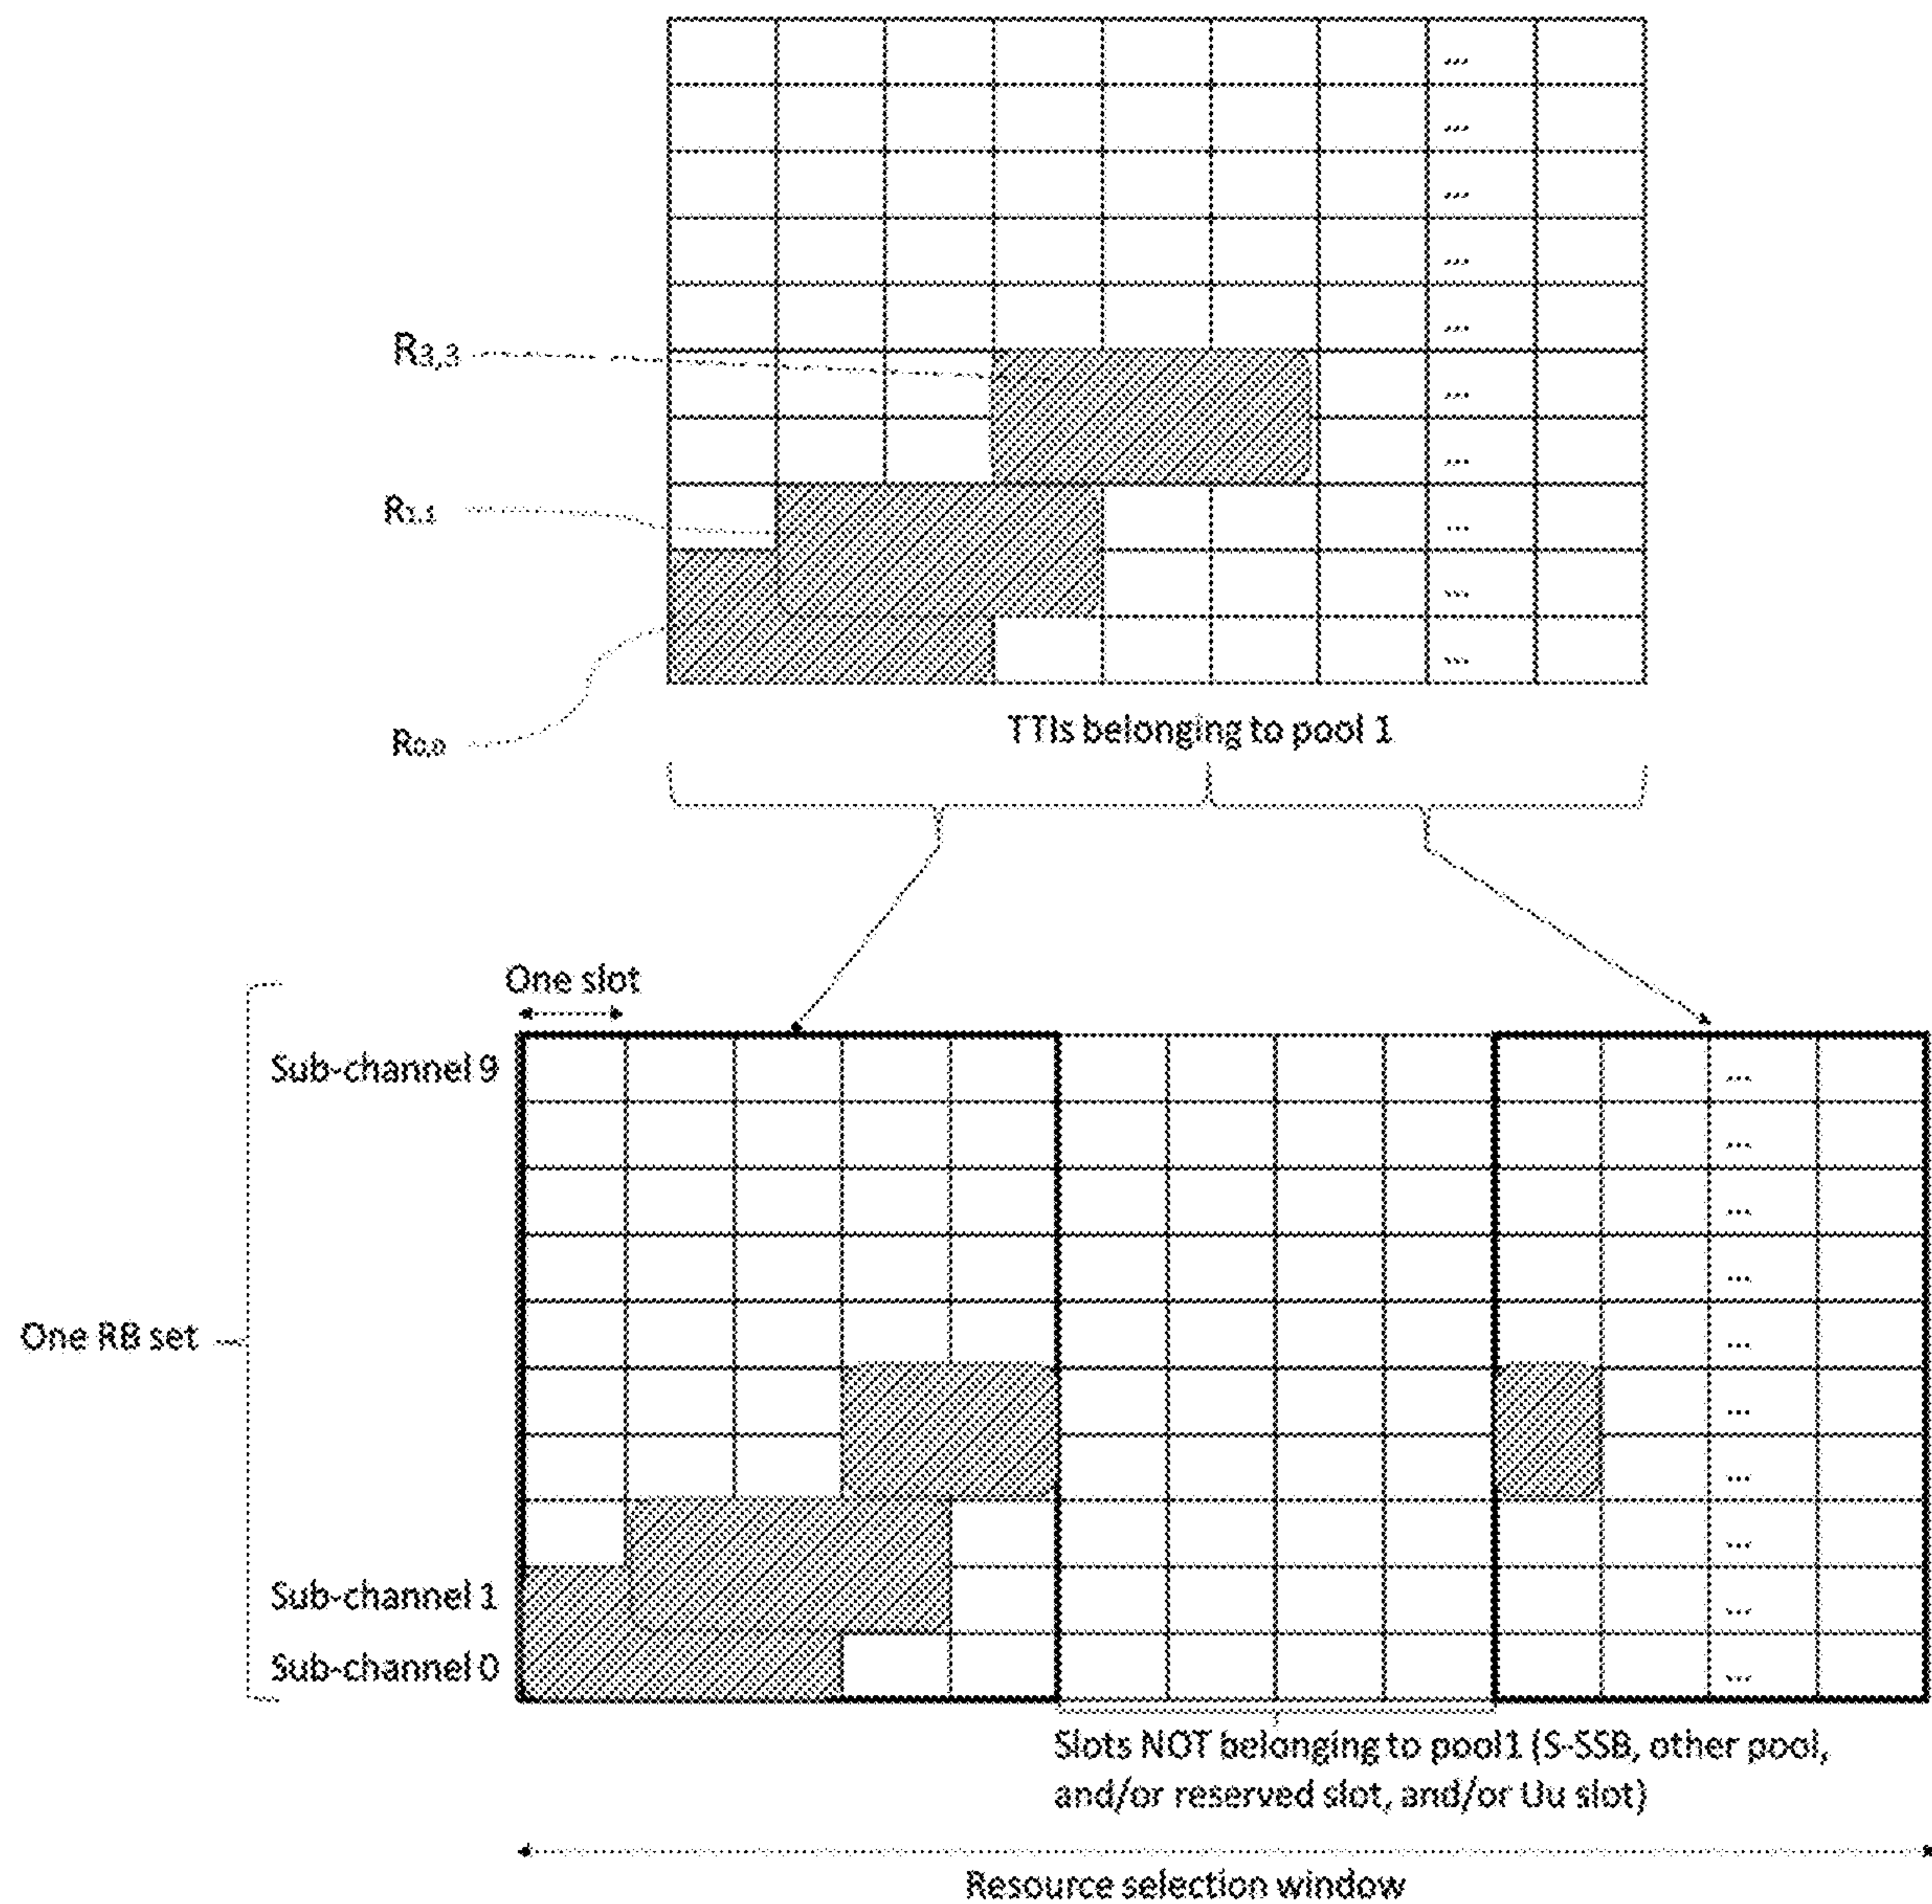 ...
...
...
...
...
R3,3
...
...
R1,1
...
...
R0,0
...
TTIs belonging to pool 1
One slot
Sub-channel 9
...
...
...
...
One RB set
...
...
...
...
Sub-channel 1
...
Sub-channel 0
...
Slots NOT belonging to pool1 (S-SSB, other pool,
and/or reserved slot, and/or Uu slot)
Resource selection window